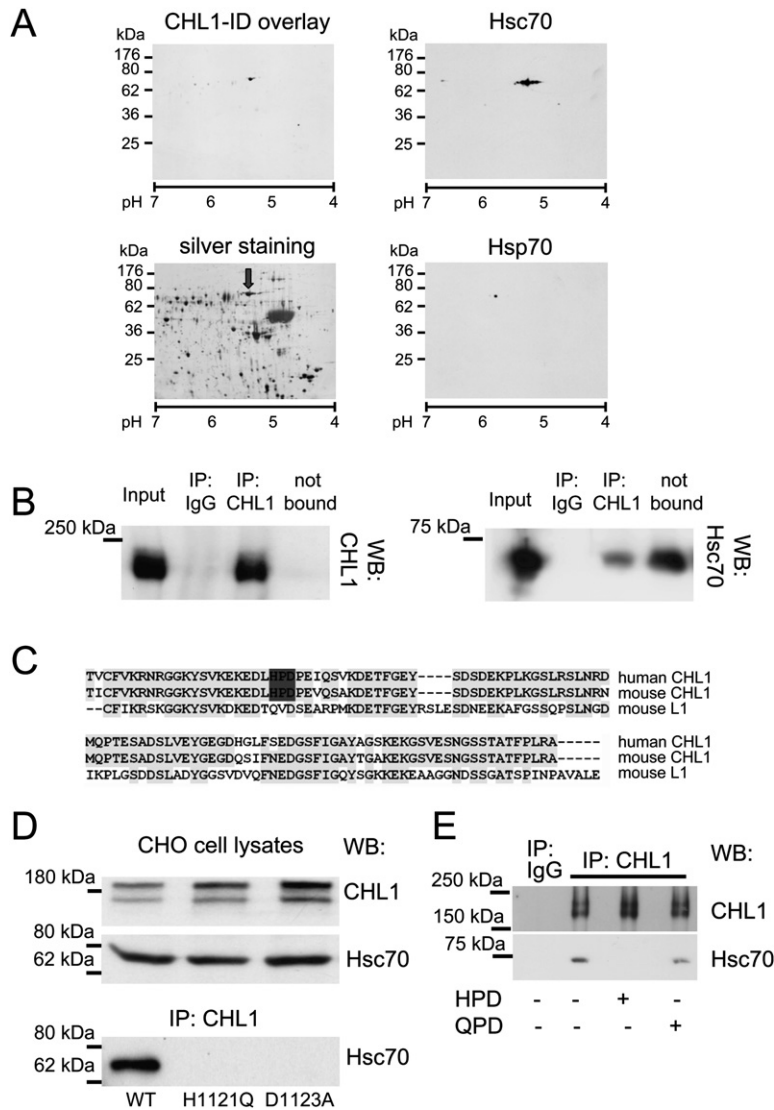 A
CHL1-ID overlay
kDa
176
80
62
36
25
pH 7 6 5 4
Hsc70
kDa
176
80
62
36
25
pH 7 6 5 4
silver staining
kDa
176
80
62
36
25
pH 7 6 5 4
Hsp70
kDa
176
80
62
36
25
pH 7 6 5 4
B
Input IP: IgG IP: CHL1 not bound
250 kDa
WB: CHL1
Input IP: IgG IP: CHL1 not bound
75 kDa
WB: Hsc70
C
TVCFVKRNRGGKYSVKEKEDLHPDPEIQSVKDETFGEY----SDSDEKPLKGSLRSLNRD human CHL1
TICFVKRNRGGKYSVKEKEDLHPDPEVQSAKDETFGEY----SDSDEKPLKGSLRSLNRN mouse CHL1
--CFIKRSKGGKYSVKDKEDTQVDSEARPMKDETFGEYRSLESDNEEKAFGSSQPSLNGD mouse L1
MQPTESADSLVEYGEGDHGLFSEDGSFIGAYAGSKEKGSVESNGSSTATFPLRA----- human CHL1
MQPTESADSLVEYGEGDQSIFNEDGSFIGAYTGAKEKGSVESNGSSTATFPLRA----- mouse CHL1
IKPLGSDDSLADYGGSVDVQFNEDGSFIGQYSGKKEKEAAGGNDSSGATSPINPAVALE mouse L1
D
CHO cell lysates WB:
180 kDa
CHL1
80 kDa
62 kDa
Hsc70
IP: CHL1
80 kDa
62 kDa
Hsc70
WT H1121Q D1123A
E
IP: IgG IP: CHL1 WB:
250 kDa
150 kDa
CHL1
75 kDa
Hsc70
HPD - - + -
QPD - - - +